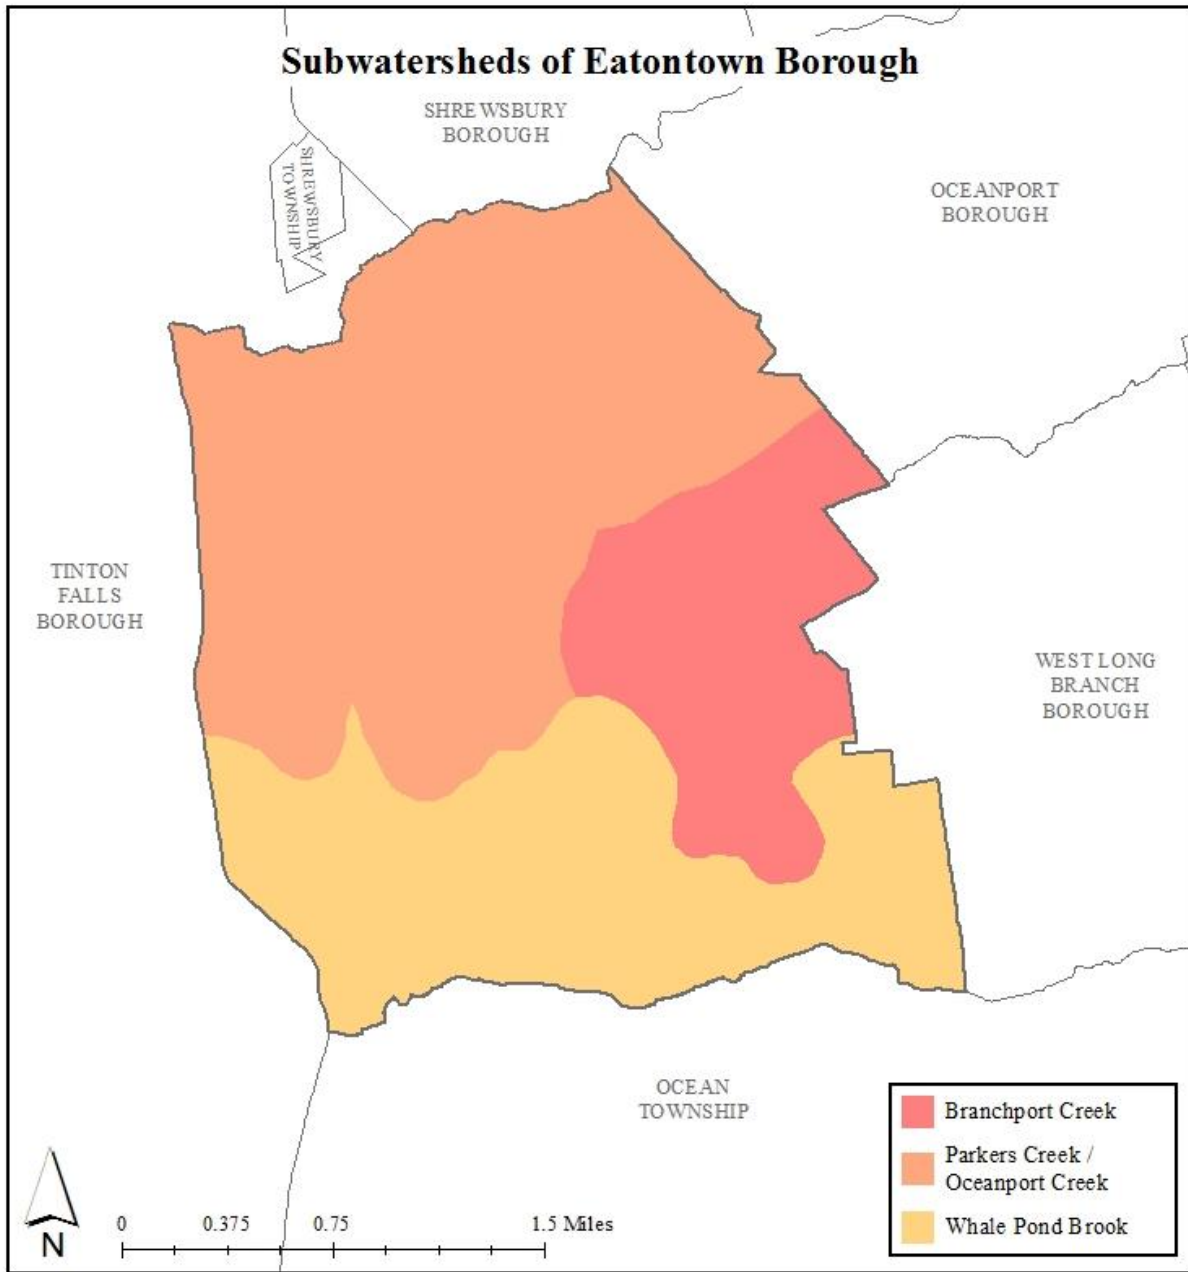 Subwatersheds of Eatontown Borough
SHREWSBURY
BOROUGH
SHREWSBURY
TOWNSHIP
OCEANPORT
BOROUGH
TINTON
FALLS
BOROUGH
WEST LONG
BRANCH
BOROUGH
OCEAN
TOWNSHIP
Branchport Creek
Parkers Creek /
Oceanport Creek
Whale Pond Brook
N
0 0.375 0.75 1.5 Miles